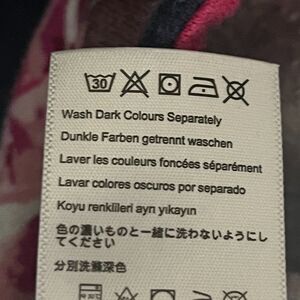 30
Wash Dark Colours Separately
Dunkle Farben getrennt waschen
Laver les couleurs foncées séparément
Lavar colores oscuros por separado
Koyu renklileri ayrı yıkayın
色の濃いものと一緒に洗わないようにし
てください
分別洗滌深色